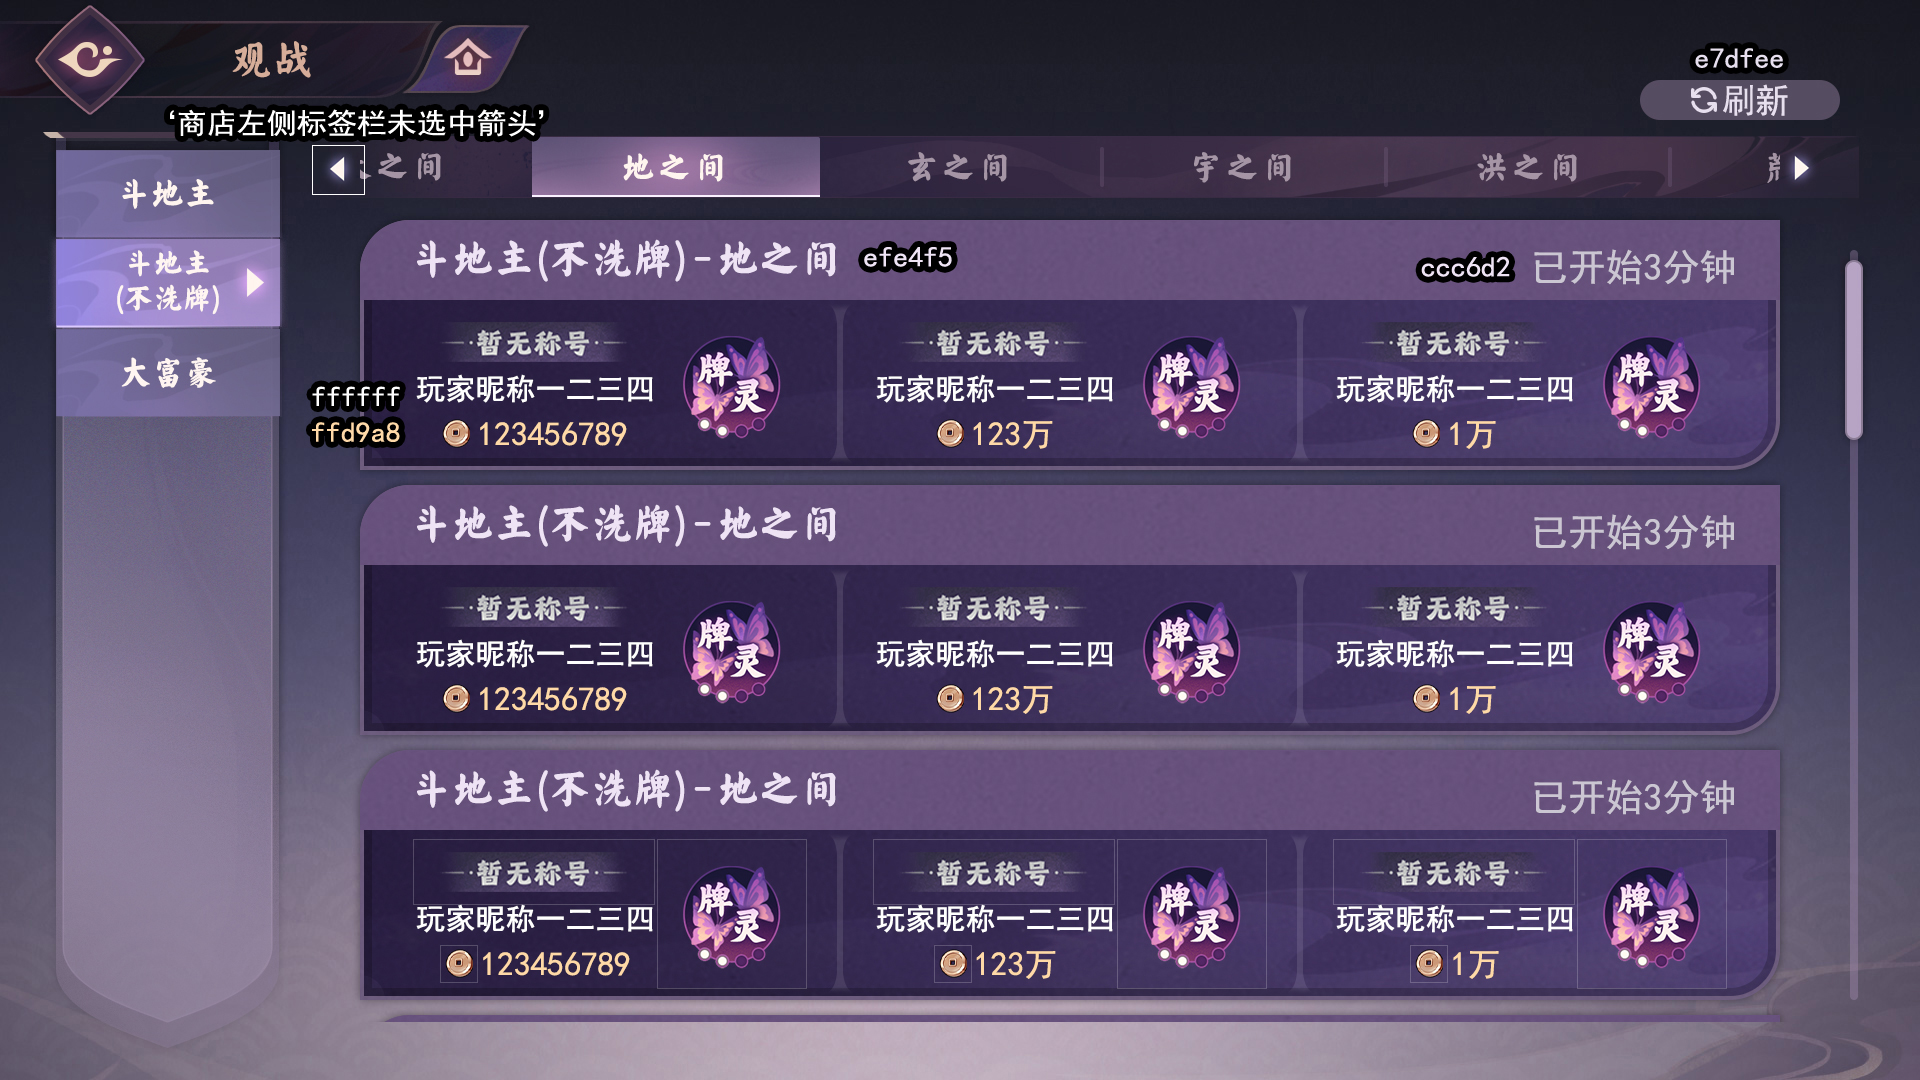 观战
e7dfee
刷新
‘商店左侧标签栏未选中箭头’
之间
地之间
玄之间
宇之间
洪之间
斗地主
斗地主
(不洗牌)
大富豪
斗地主(不洗牌)-地之间
efe4f5
ccc6d2
已开始3分钟
暂无称号
玩家昵称一二三四
123456789
牌灵
暂无称号
玩家昵称一二三四
123万
牌灵
暂无称号
玩家昵称一二三四
1万
牌灵
ffffff
ffd9a8
斗地主(不洗牌)-地之间
已开始3分钟
暂无称号
玩家昵称一二三四
123456789
牌灵
暂无称号
玩家昵称一二三四
123万
牌灵
暂无称号
玩家昵称一二三四
1万
牌灵
斗地主(不洗牌)-地之间
已开始3分钟
暂无称号
玩家昵称一二三四
123456789
牌灵
暂无称号
玩家昵称一二三四
123万
牌灵
暂无称号
玩家昵称一二三四
1万
牌灵